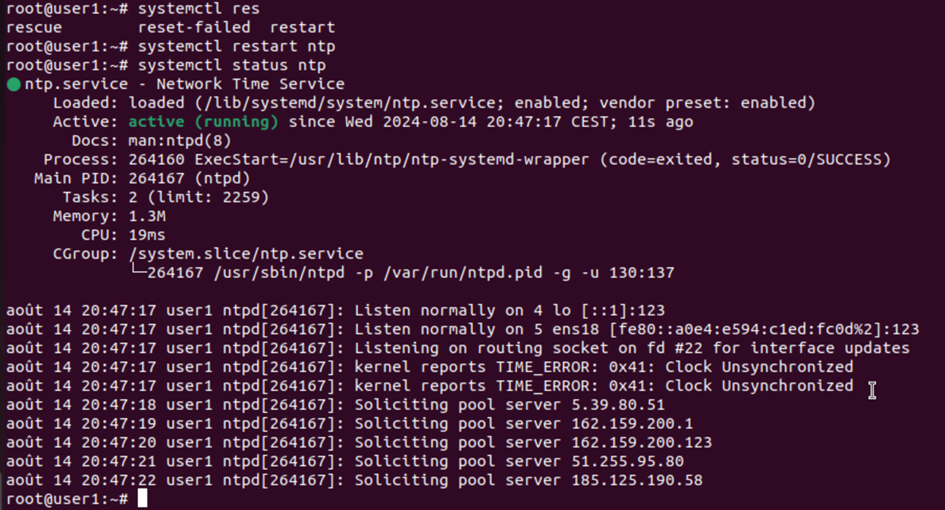 root@user1:~# systemctl res
rescue        reset-failed  restart
root@user1:~# systemctl restart ntp
root@user1:~# systemctl status ntp
● ntp.service - Network Time Service
     Loaded: loaded (/lib/systemd/system/ntp.service; enabled; vendor preset: enabled)
     Active: active (running) since Wed 2024-08-14 20:47:17 CEST; 11s ago
       Docs: man:ntpd(8)
    Process: 264160 ExecStart=/usr/lib/ntp/ntp-systemd-wrapper (code=exited, status=0/SUCCESS)
   Main PID: 264167 (ntpd)
      Tasks: 2 (limit: 2259)
     Memory: 1.3M
        CPU: 19ms
     CGroup: /system.slice/ntp.service
             └─264167 /usr/sbin/ntpd -p /var/run/ntpd.pid -g -u 130:137
août 14 20:47:17 user1 ntpd[264167]: Listen normally on 4 lo [::1]:123
août 14 20:47:17 user1 ntpd[264167]: Listen normally on 5 ens18 [fe80::a0e4:e594:c1ed:fc0d%2]:123
août 14 20:47:17 user1 ntpd[264167]: Listening on routing socket on fd #22 for interface updates
août 14 20:47:17 user1 ntpd[264167]: kernel reports TIME_ERROR: 0x41: Clock Unsynchronized
août 14 20:47:17 user1 ntpd[264167]: kernel reports TIME_ERROR: 0x41: Clock Unsynchronized
août 14 20:47:18 user1 ntpd[264167]: Soliciting pool server 5.39.80.51
août 14 20:47:19 user1 ntpd[264167]: Soliciting pool server 162.159.200.1
août 14 20:47:20 user1 ntpd[264167]: Soliciting pool server 162.159.200.123
août 14 20:47:21 user1 ntpd[264167]: Soliciting pool server 51.255.95.80
août 14 20:47:22 user1 ntpd[264167]: Soliciting pool server 185.125.190.58
root@user1:~#